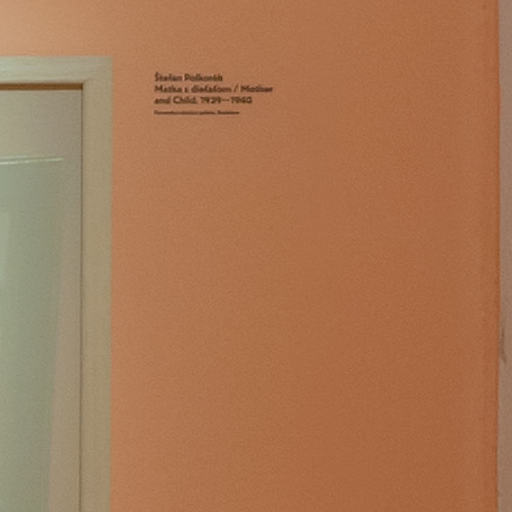 Štefan Polkoráb
Matka s dieťaťom / Mother
and Child, 1939—1940